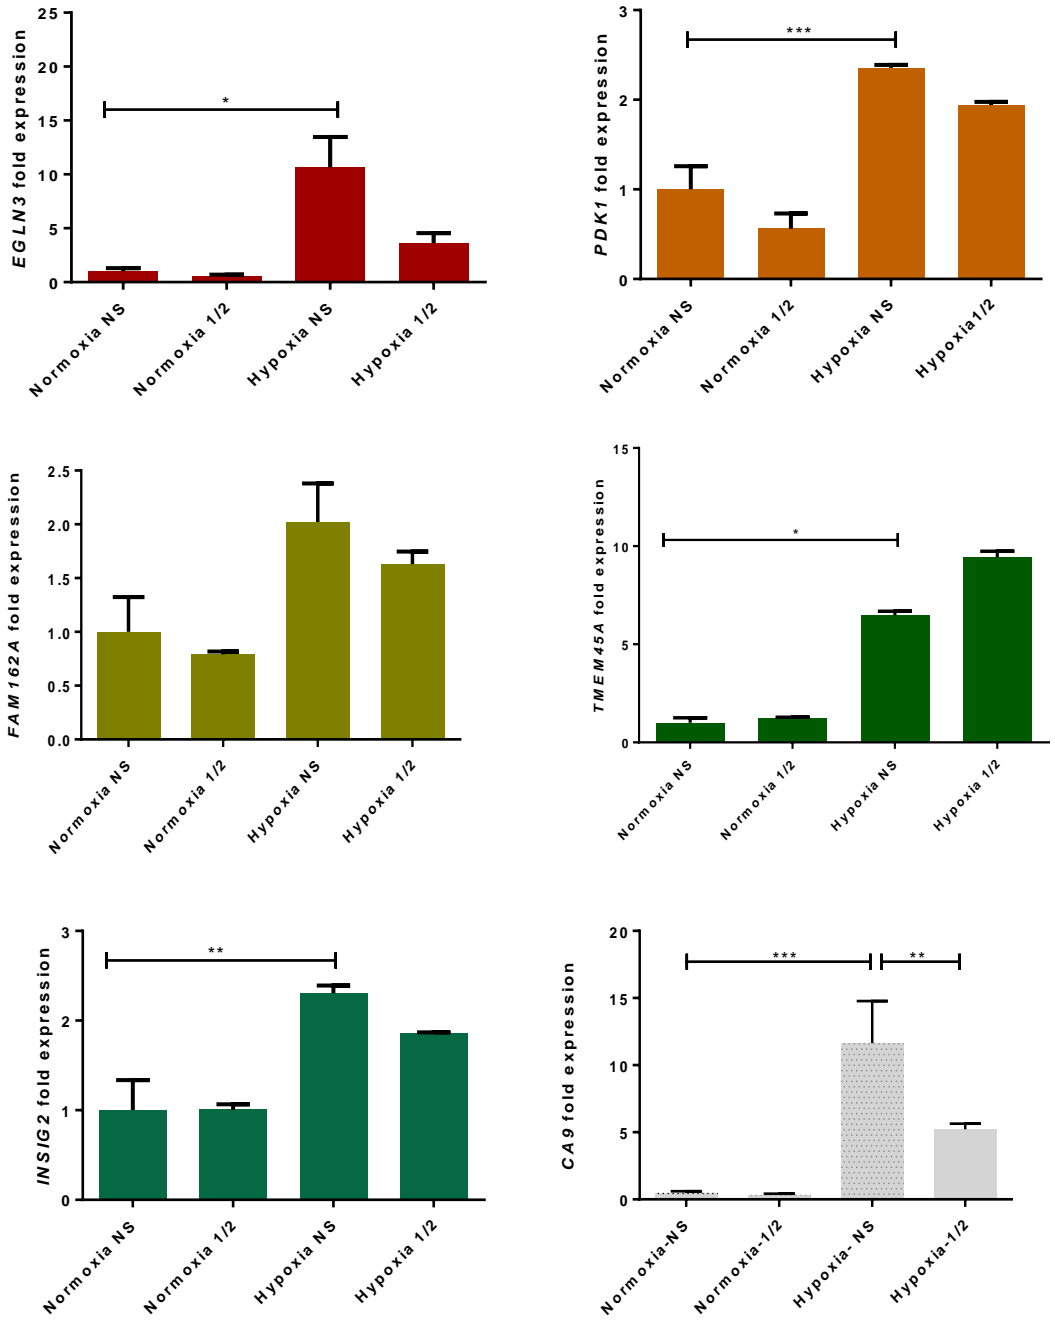 EGLN3 fold expression
25
20
15
10
5
0
*
Normoxia NS
Normoxia 1/2
Hypoxia NS
Hypoxia 1/2
PDK1 fold expression
3
2
1
0
***
Normoxia NS
Normoxia 1/2
Hypoxia NS
Hypoxia1/2
FAM162A fold expression
2.5
2.0
1.5
1.0
0.5
0.0
Normoxia NS
Normoxia 1/2
Hypoxia NS
Hypoxia 1/2
TMEM45A fold expression
15
10
5
0
*
Normoxia NS
Normoxia 1/2
Hypoxia NS
Hypoxia 1/2
INSIG2 fold expression
3
2
1
0
**
Normoxia NS
Normoxia 1/2
Hypoxia NS
Hypoxia 1/2
CA9 fold expression
20
15
10
5
0
***
**
Normoxia-NS
Normoxia-1/2
Hypoxia- NS
Hypoxia-1/2